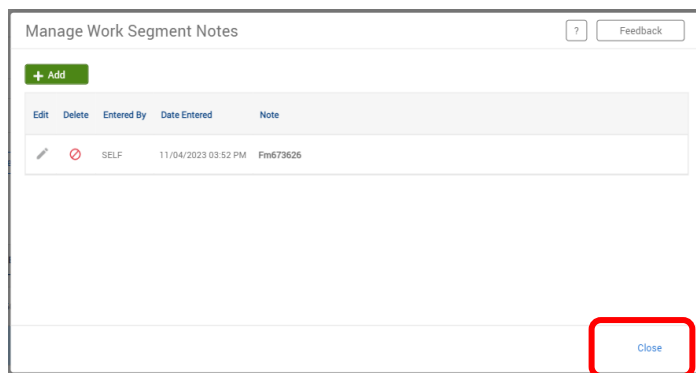 Manage Work Segment Notes ? Feedback
+ Add
Edit Delete Entered By Date Entered Note
SELF 11/04/2023 03:52 PM Fm673626
Close